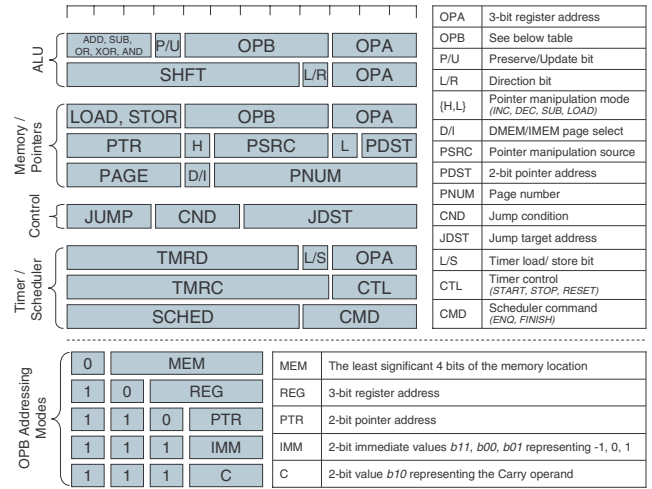 ALU
ADD, SUB,
OR, XOR, AND
P/U
OPB
OPA
SHFT
L/R
OPA
Memory /
Pointers
LOAD, STOR
OPB
OPA
PTR
H
PSRC
L
PDST
PAGE
D/I
PNUM
Control
JUMP
CND
JDST
Timer /
Scheduler
TMRD
L/S
OPA
TMRC
CTL
SCHED
CMD
OPA 3-bit register address
OPB See below table
P/U Preserve/Update bit
L/R Direction bit
{H,L} Pointer manipulation mode
(INC, DEC, SUB, LOAD)
D/I DMEM/IMEM page select
PSRC Pointer manipulation source
PDST 2-bit pointer address
PNUM Page number
CND Jump condition
JDST Jump target address
L/S Timer load/ store bit
CTL Timer control
(START, STOP, RESET)
CMD Scheduler command
(ENQ, FINISH)
OPB Addressing
Modes
0 MEM
1 0 REG
1 1 0 PTR
1 1 1 IMM
1 1 1 C
MEM The least significant 4 bits of the memory location
REG 3-bit register address
PTR 2-bit pointer address
IMM 2-bit immediate values b11, b00, b01 representing -1, 0, 1
C 2-bit value b10 representing the Carry operand